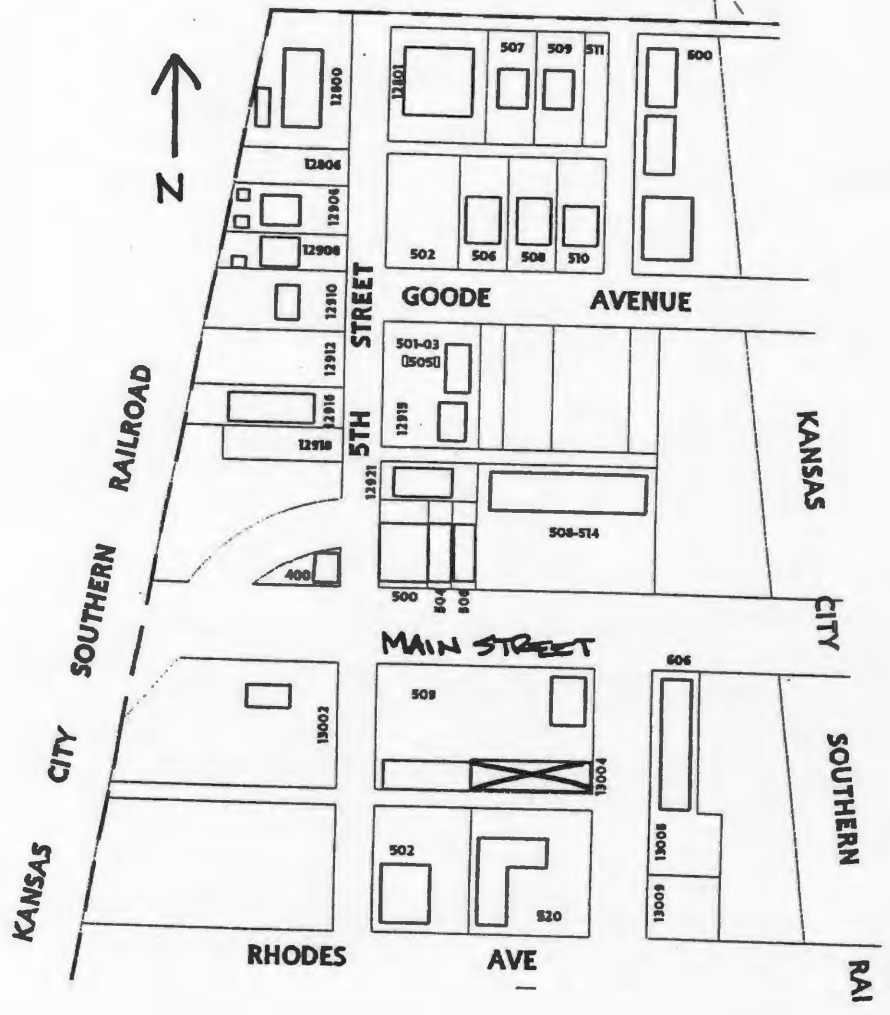 507
509
511
600
12800
12801
N
12806
12906
12908
502
506
508
510
STREET
GOODE
AVENUE
12910
501-03
505
12912
12916
12915
5TH
12918
12921
KANSAS
RAILROAD
508-514
400
500
504
506
CITY
SOUTHERN
MAIN STREET
606
509
13002
13004
CITY
SOUTHERN
502
13008
KANSAS
520
13009
RHODES
AVE
RAI